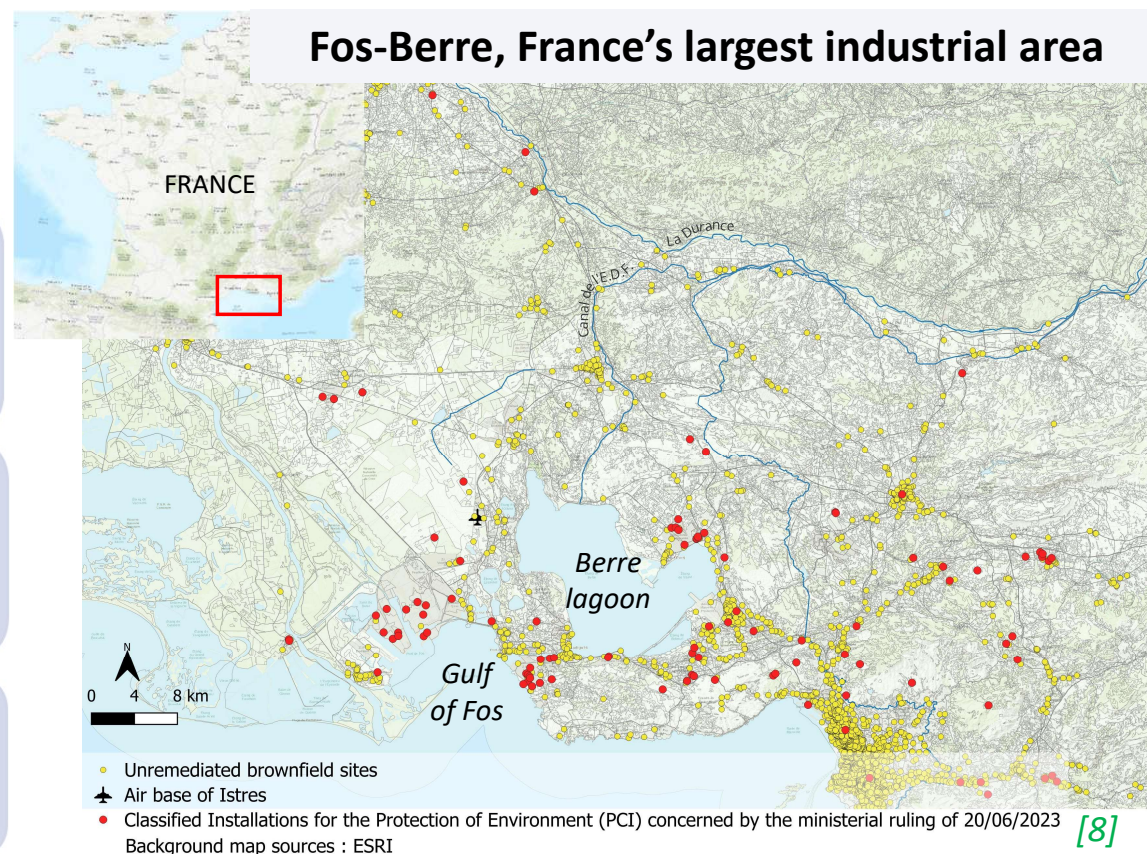 Fos-Berre, France’s largest industrial area
FRANCE
La Durance
Canal de l'E.D.F.
Berre
lagoon
Gulf
of Fos
N
0 4 8 km
Unremediated brownfield sites
Air base of Istres
Classified Installations for the Protection of Environment (PCI) concerned by the ministerial ruling of 20/06/2023
Background map sources : ESRI
[8]